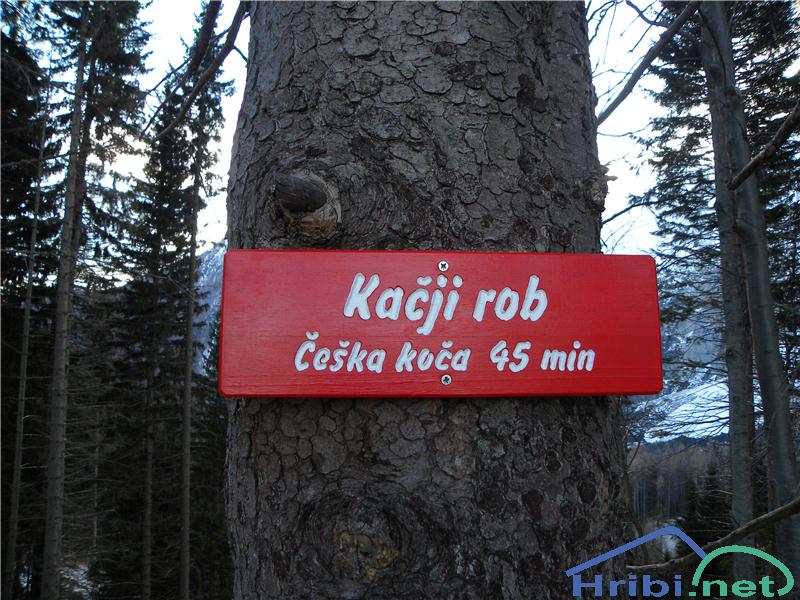 Kačji rob
Češka koča 45 min
Hribi.net